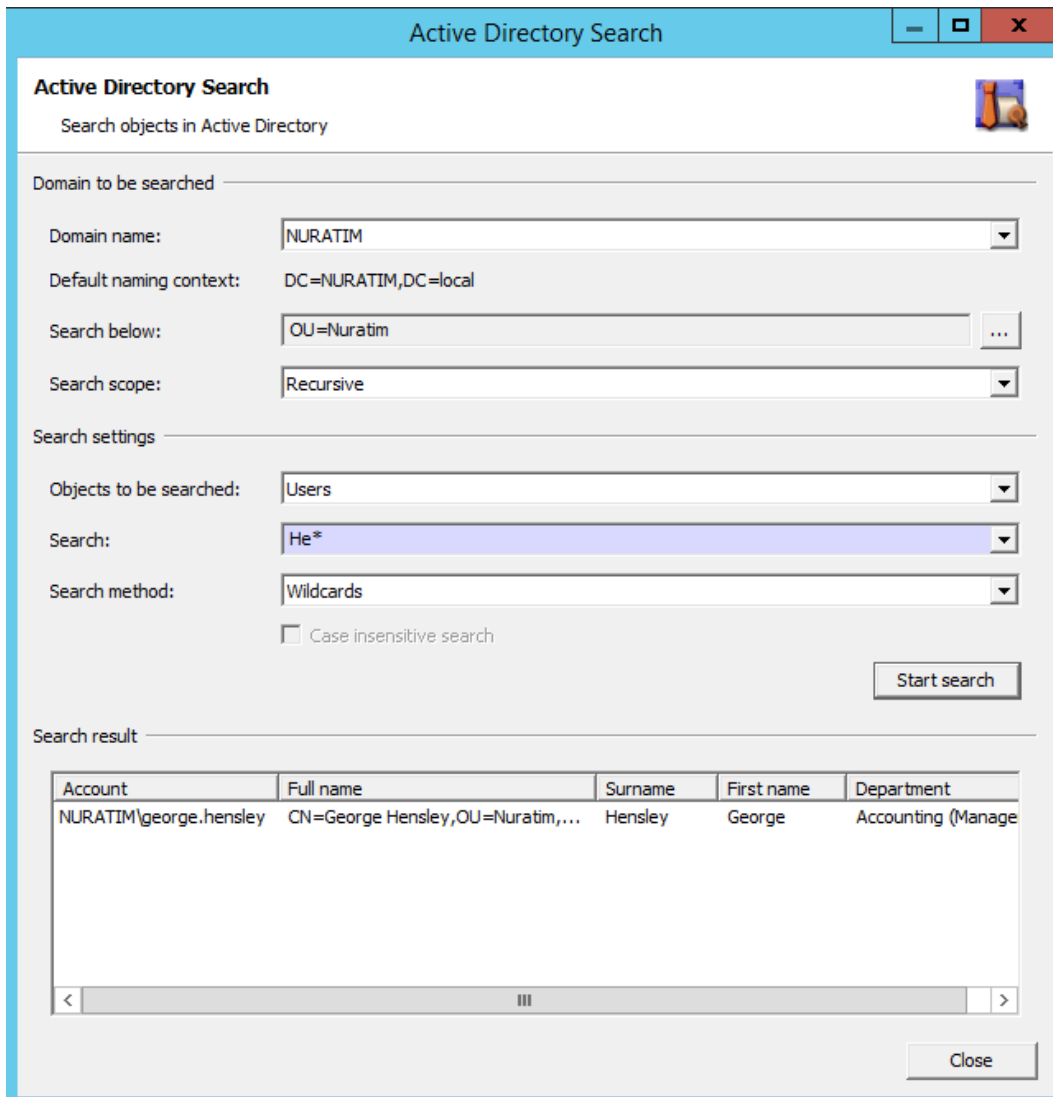 Active Directory Search
X
Active Directory Search
Search objects in Active Directory
Domain to be searched
Domain name: NURATIM
Default naming context: DC=NURATIM,DC=local
Search below: OU=Nuratim ...
Search scope: Recursive
Search settings
Objects to be searched: Users
Search: He*
Search method: Wildcards
Case insensitive search
Start search
Search result
Account Full name Surname First name Department
NURATIM\george.hensley CN=George Hensley,OU=Nuratim,... Hensley George Accounting (Manage
Close